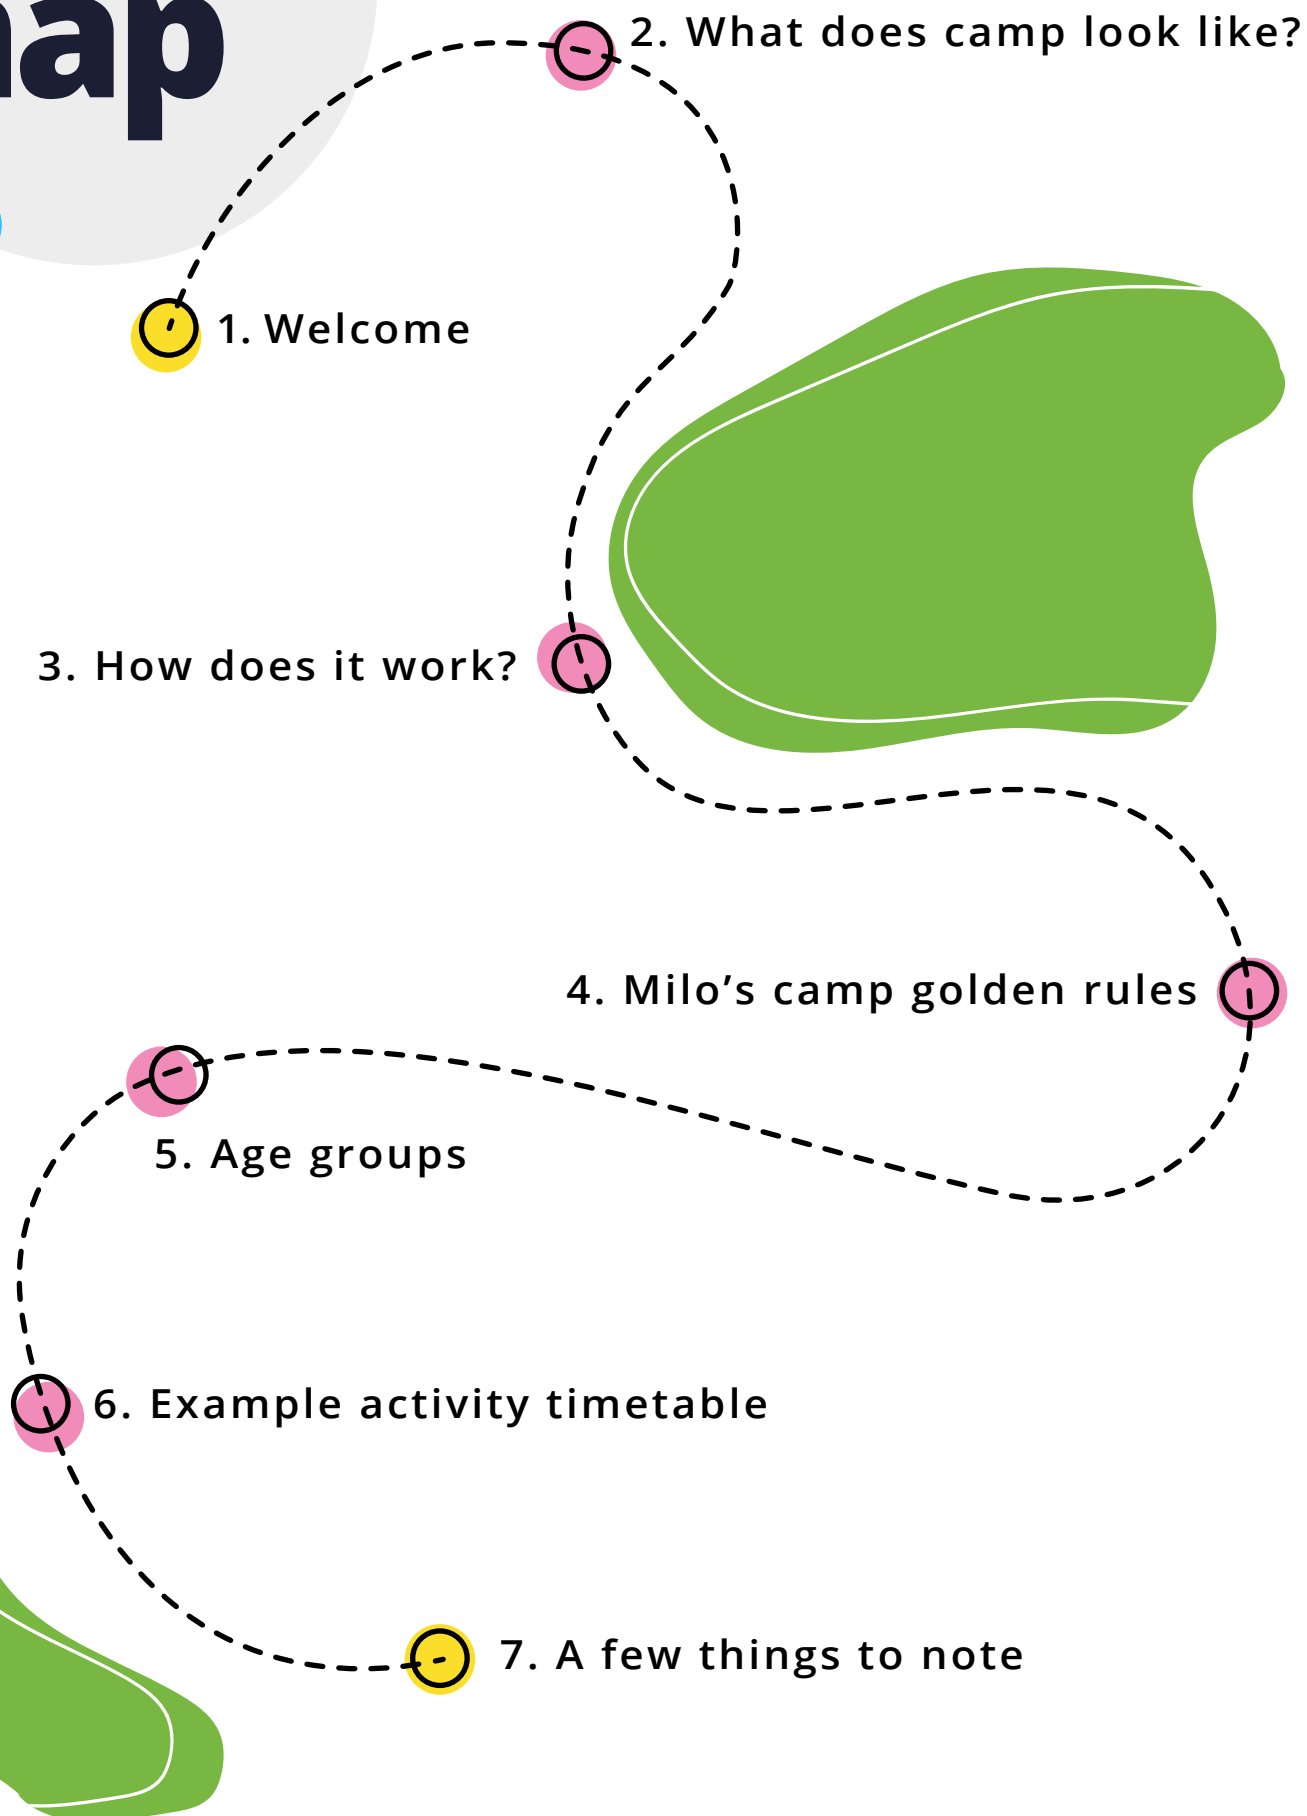 2. What does camp look like?
1. Welcome
3. How does it work?
4. Milo’s camp golden rules
5. Age groups
6. Example activity timetable
7. A few things to note